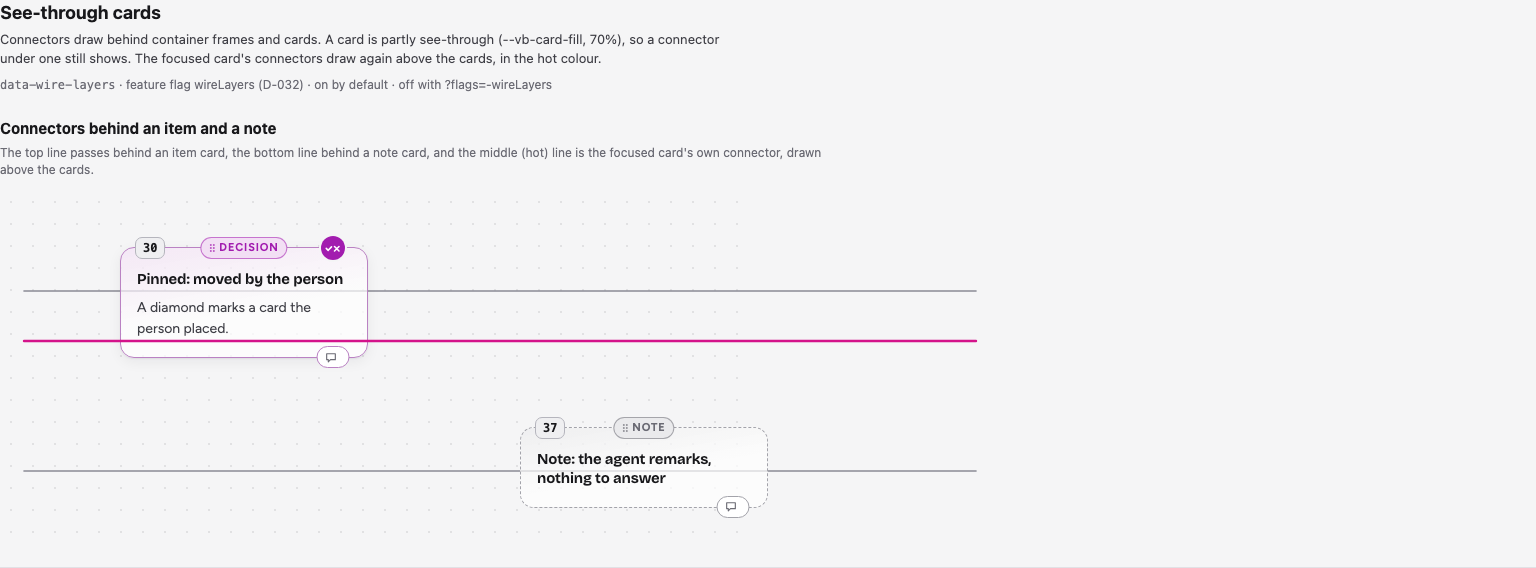 See-through cards
Connectors draw behind container frames and cards. A card is partly see-through (--vb-card-fill, 70%), so a connector
under one still shows. The focused card's connectors draw again above the cards, in the hot colour.
data-wire-layers · feature flag wireLayers (D-032) · on by default · off with ?flags=-wireLayers
Connectors behind an item and a note
The top line passes behind an item card, the bottom line behind a note card, and the middle (hot) line is the focused card's own connector, drawn
above the cards.
30 DECISION
Pinned: moved by the person
A diamond marks a card the
person placed.
37 NOTE
Note: the agent remarks,
nothing to answer